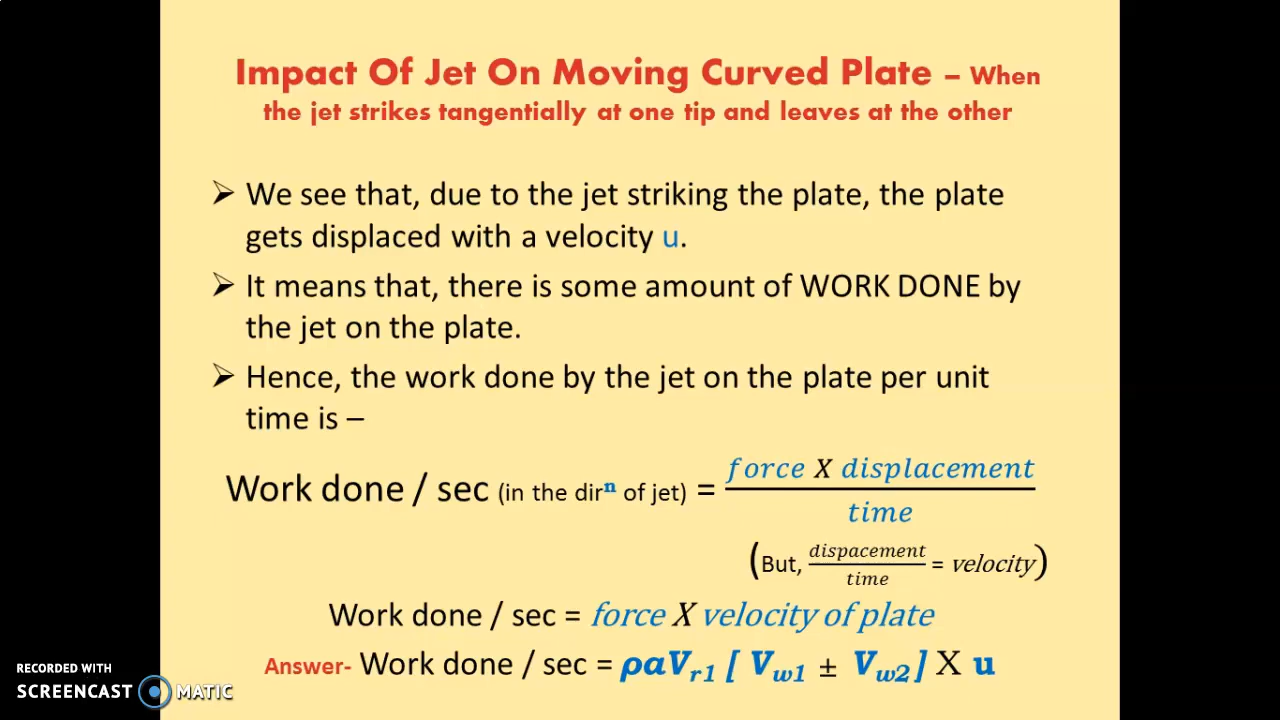 Impact Of Jet On Moving Curved Plate – When
the jet strikes tangentially at one tip and leaves at the other
➢ We see that, due to the jet striking the plate, the plate
gets displaced with a velocity u.
➢ It means that, there is some amount of WORK DONE by
the jet on the plate.
➢ Hence, the work done by the jet on the plate per unit
time is –
Work done / sec (in the dirⁿ of jet) = force X displacement / time
(But, dispacement / time = velocity)
Work done / sec = force X velocity of plate
Answer- Work done / sec = ρaVr1 [ Vw1 ± Vw2] X u
RECORDED WITH
SCREENCAST MATIC